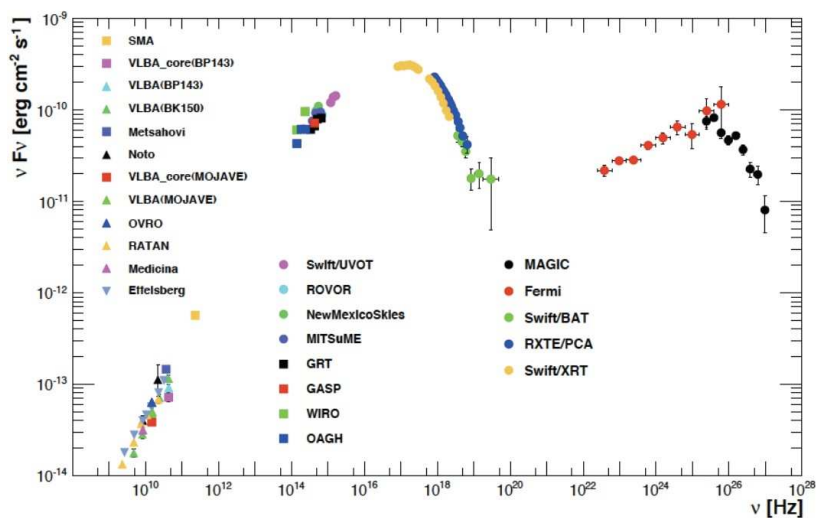 ν Fν [erg cm-2 s-1]
10-9
10-10
10-11
10-12
10-13
10-14
SMA
VLBA_core(BP143)
VLBA(BP143)
VLBA(BK150)
Metsahovi
Noto
VLBA_core(MOJAVE)
VLBA(MOJAVE)
OVRO
RATAN
Medicina
Effelsberg
Swift/UVOT
ROVOR
NewMexicoSkies
MITSuME
GRT
GASP
WIRO
OAGH
MAGIC
Fermi
Swift/BAT
RXTE/PCA
Swift/XRT
1010 1012 1014 1016 1018 1020 1022 1024 1026 1028
ν [Hz]